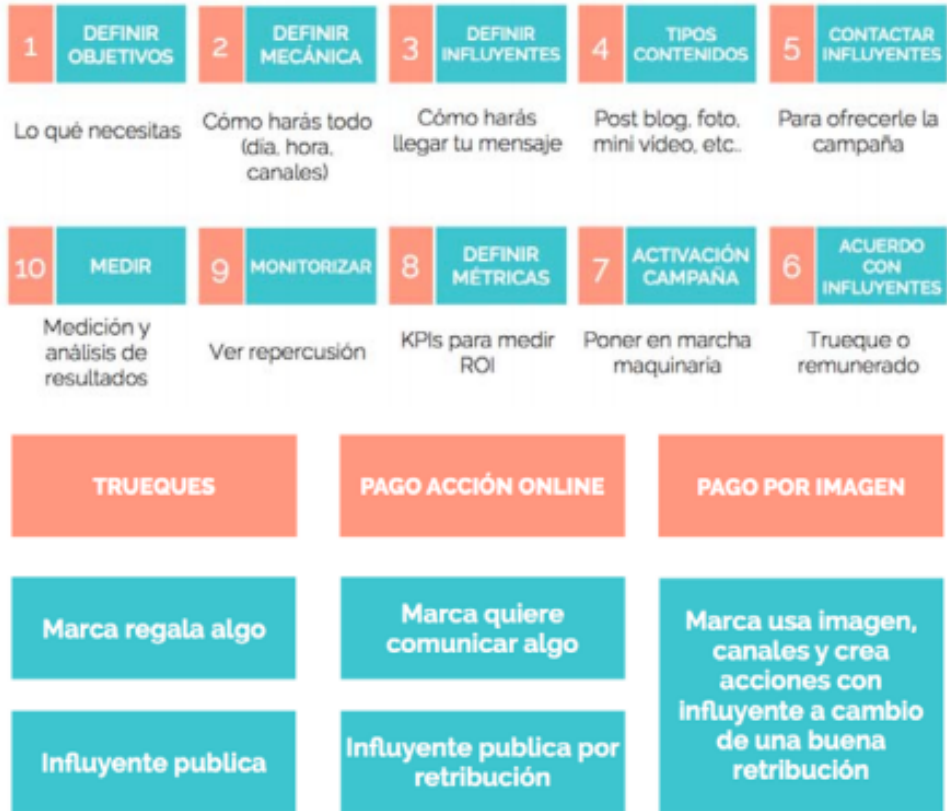 1
DEFINIR
OBJETIVOS
Lo qué necesitas
2
DEFINIR
MECÁNICA
Cómo harás todo
(día, hora,
canales)
3
DEFINIR
INFLUYENTES
Cómo harás
llegar tu mensaje
4
TIPOS
CONTENIDOS
Post blog, foto,
mini vídeo, etc..
5
CONTACTAR
INFLUYENTES
Para ofrecerle la
campaña
10
MEDIR
Medición y
análisis de
resultados
9
MONITORIZAR
Ver repercusión
8
DEFINIR
MÉTRICAS
KPIs para medir
ROI
7
ACTIVACIÓN
CAMPAÑA
Poner en marcha
maquinaria
6
ACUERDO
CON
INFLUYENTES
Trueque o
remunerado
TRUEQUES
Marca regala algo
Influyente publica
PAGO ACCIÓN ONLINE
Marca quiere
comunicar algo
Influyente publica por
retribución
PAGO POR IMAGEN
Marca usa imagen,
canales y crea
acciones con
influyente a cambio
de una buena
retribución